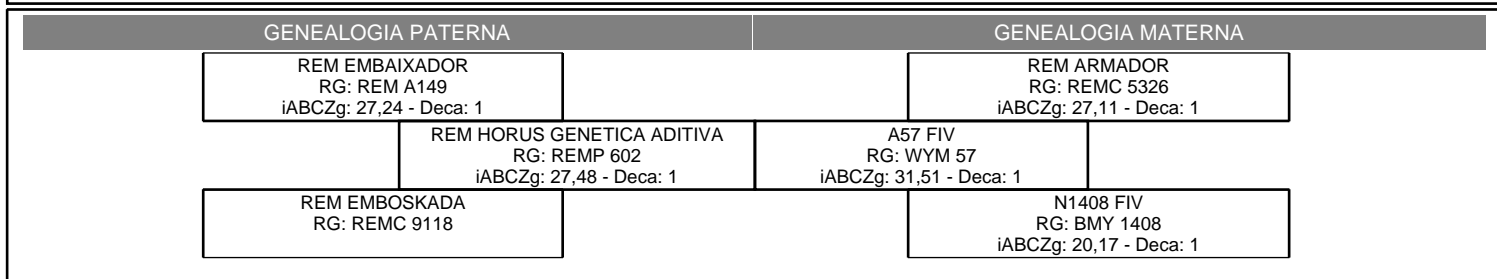 GENEALOGIA PATERNA
GENEALOGIA MATERNA
REM EMBAIXADOR
RG: REM A149
iABCZg: 27,24 - Deca: 1
REM ARMADOR
RG: REMC 5326
iABCZg: 27,11 - Deca: 1
REM HORUS GENETICA ADITIVA
RG: REMP 602
iABCZg: 27,48 - Deca: 1
A57 FIV
RG: WYM 57
iABCZg: 31,51 - Deca: 1
REM EMBOSKADA
RG: REMC 9118
N1408 FIV
RG: BMY 1408
iABCZg: 20,17 - Deca: 1